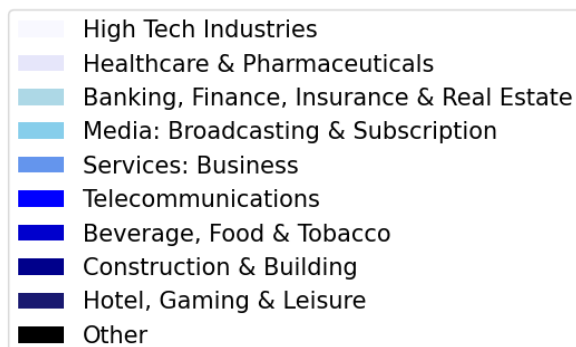 High Tech Industries
Healthcare & Pharmaceuticals
Banking, Finance, Insurance & Real Estate
Media: Broadcasting & Subscription
Services: Business
Telecommunications
Beverage, Food & Tobacco
Construction & Building
Hotel, Gaming & Leisure
Other